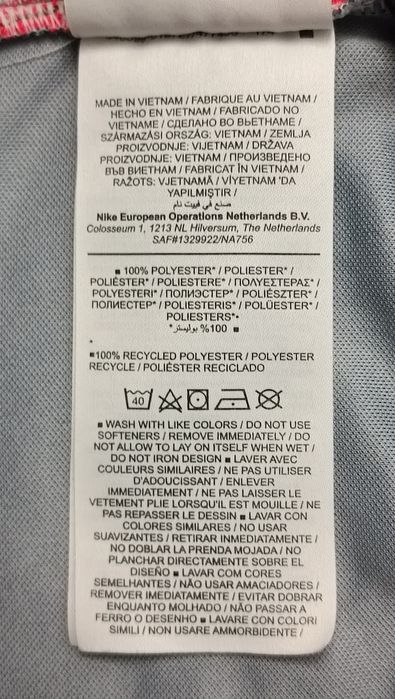 MADE IN VIETNAM / FABRIQUE AU VIETNAM /
HECHO EN VIETNAM / FABRICADO NO
VIETNAME / СДЕЛАНО ВО ВЬЕТНАМЕ /
SZÁRMAZÁSI ORSZÁG: VIETNAM / ZEMLJA
PROIZVODNJE: VIJETNAM / DRŽAVA
PROIZVODNJE: VIETNAM / ПРОИЗВЕДЕНО
ВЪВ ВИЕТНАМ / FABRICAT ÎN VIETNAM /
RAŽOTS: VJETNAMĀ / VİYETNAM 'DA
YAPILMIŞTIR /
صنع في فييت نام
Nike European Operations Netherlands B.V.
Colosseum 1, 1213 NL Hilversum, The Netherlands
SAF#1329922/NA756
■ 100% POLYESTER* / POLIESTER* /
POLIÉSTER* / POLIESTERE* / ΠΟΛΥΕΣΤΕΡΑΣ* /
POLYESTERI* / ПОЛИЭСТЕР* / POLIÉSZTER* /
ПОЛИЕСТЕР* / POLIESTERIS* / POLÜESTER* /
POLIESTERS*▪
■ %100 بوليستر*
*
■100% RECYCLED POLYESTER / POLYESTER
RECYCLE / POLIÉSTER RECICLADO
40
■ WASH WITH LIKE COLORS / DO NOT USE
SOFTENERS / REMOVE IMMEDIATELY / DO
NOT ALLOW TO LAY ON ITSELF WHEN WET /
DO NOT IRON DESIGN ■ LAVER AVEC
COULEURS SIMILAIRES / NE PAS UTILISER
D'ADOUCISSANT / ENLEVER
IMMEDIATEMENT / NE PAS LAISSER LE
VETEMENT PLIE LORSQU'IL EST MOUILLE / NE
PAS REPASSER LE DESSIN ■ LAVAR CON
COLORES SIMILARES / NO USAR
SUAVIZANTES / RETIRAR INMEDIATAMENTE /
NO DOBLAR LA PRENDA MOJADA / NO
PLANCHAR DIRECTAMENTE SOBRE EL
DISEÑO ■ LAVAR COM CORES
SEMELHANTES / NÃO USAR AMACIADORES /
REMOVER IMEDIATAMENTE / EVITAR DOBRAR
ENQUANTO MOLHADO / NÃO PASSAR A
FERRO O DESENHO ■ LAVARE CON COLORI
SIMILI / NON USARE AMMORBIDENTE /